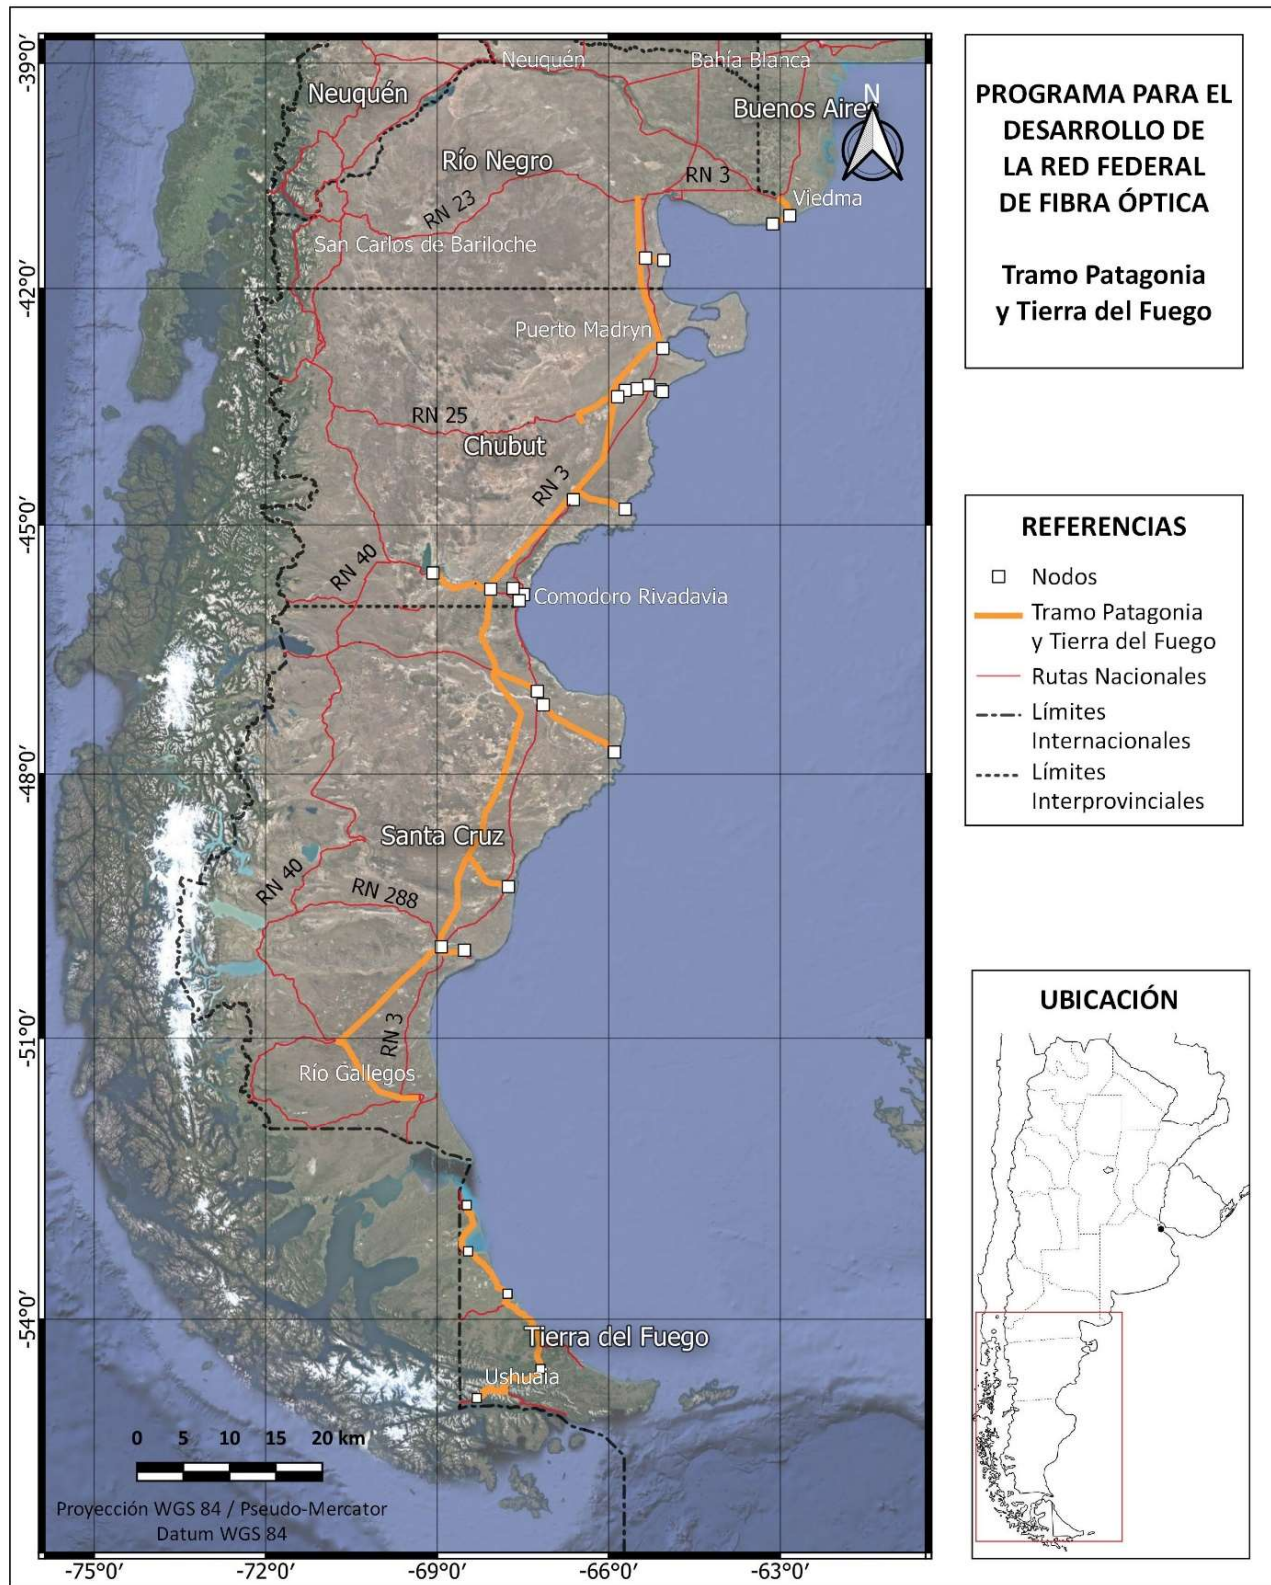 Neuquén
Bahía Blanca
Neuquén
Buenos Aires
N
Río Negro
RN 3
Viedma
RN 23
San Carlos de Bariloche
Puerto Madryn
RN 25
Chubut
RN 3
RN 40
Comodoro Rivadavia
Santa Cruz
RN 40
RN 288
RN 3
Río Gallegos
Tierra del Fuego
Ushuaia
0 5 10 15 20 km
Proyección WGS 84 / Pseudo-Mercator
Datum WGS 84
-39°0'
-42°0'
-45°0'
-48°0'
-51°0'
-54°0'
-75°0'
-72°0'
-69°0'
-66°0'
-63°0'
PROGRAMA PARA EL
DESARROLLO DE
LA RED FEDERAL
DE FIBRA ÓPTICA
Tramo Patagonia
y Tierra del Fuego
REFERENCIAS
Nodos
Tramo Patagonia
y Tierra del Fuego
Rutas Nacionales
Límites
Internacionales
Límites
Interprovinciales
UBICACIÓN